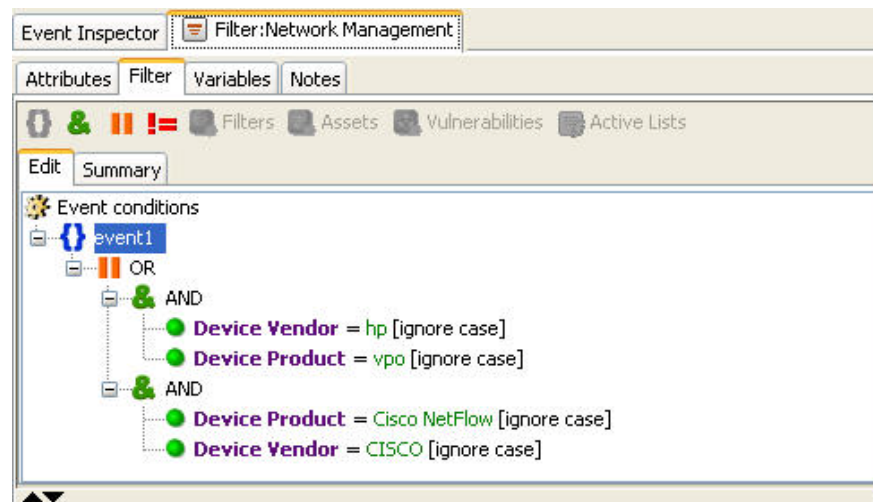 Event Inspector Filter:Network Management
Attributes Filter Variables Notes
{} & || != Filters Assets Vulnerabilities Active Lists
Edit Summary
Event conditions
{} event1
OR
& AND
Device Vendor = hp [ignore case]
Device Product = vpo [ignore case]
& AND
Device Product = Cisco NetFlow [ignore case]
Device Vendor = CISCO [ignore case]